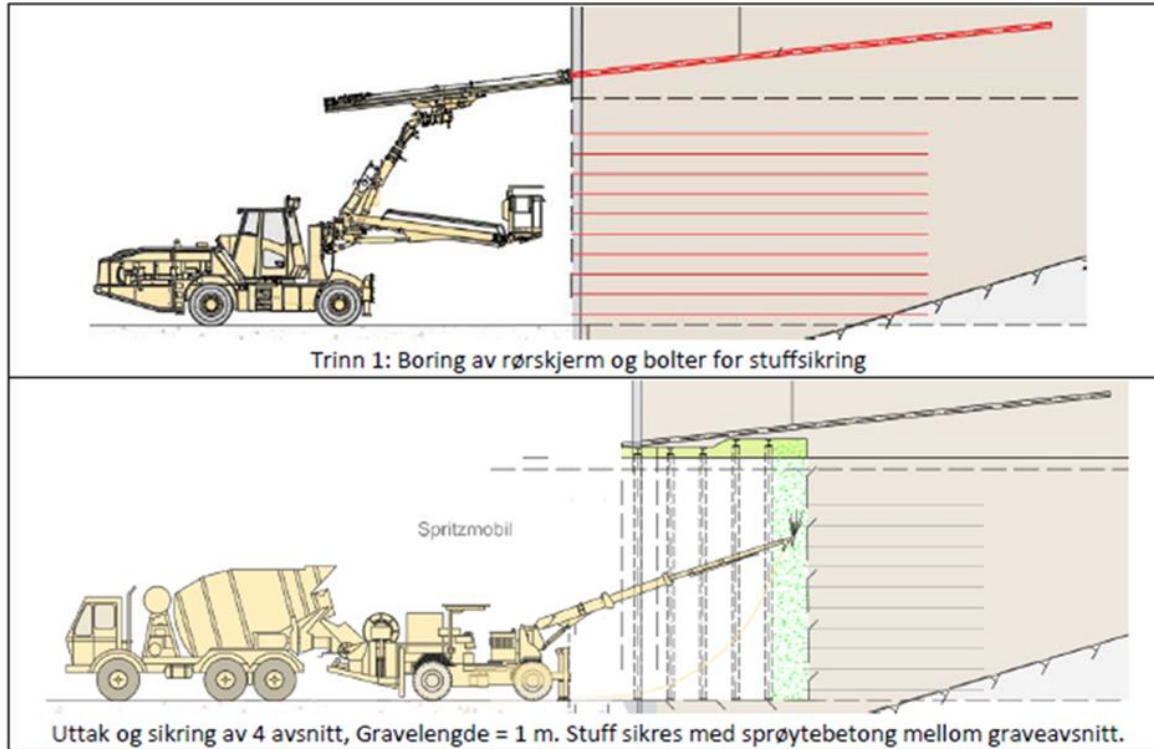 Trinn 1: Boring av rørskjerm og bolter for stuffsikring
Spritzmobil
Uttak og sikring av 4 avsnitt, Gravelengde = 1 m. Stuff sikres med sprøytebetong mellom graveavsnitt.